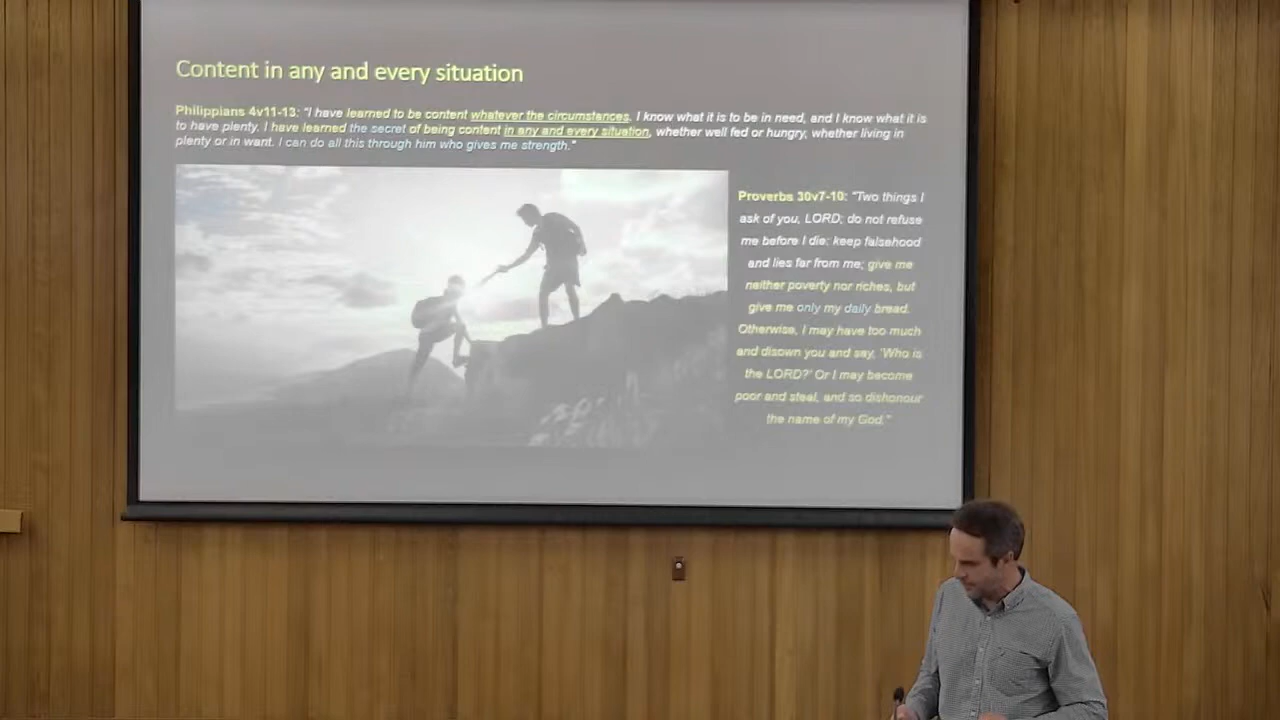 Content in any and every situation
Philippians 4v11-13: "I have learned to be content whatever the circumstances. I know what it is to be in need, and I know what it is
to have plenty. I have learned the secret of being content in any and every situation, whether well fed or hungry, whether living in
plenty or in want. I can do all this through him who gives me strength."
Proverbs 30v7-10: "Two things I
ask of you, LORD; do not refuse
me before I die: keep falsehood
and lies far from me; give me
neither poverty nor riches, but
give me only my daily bread.
Otherwise, I may have too much
and disown you and say, 'Who is
the LORD?' Or I may become
poor and steal, and so dishonour
the name of my God."